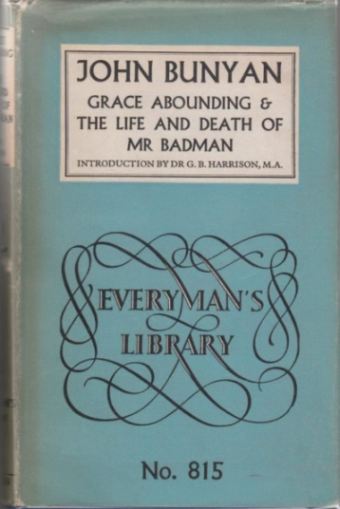 JOHN BUNYAN
GRACE ABOUNDING &
THE LIFE AND DEATH OF
MR BADMAN
INTRODUCTION BY DR G. B. HARRISON, M.A.
EVERYMAN'S
LIBRARY
No. 815